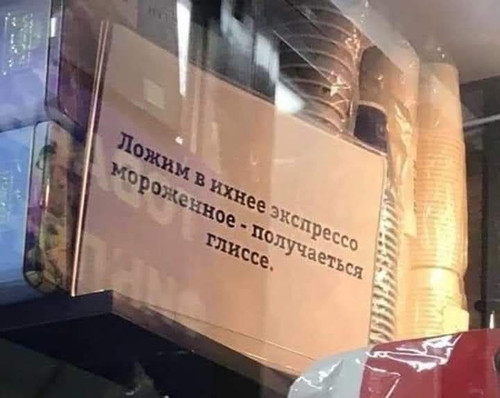 Ложим в ихнее экспрессо
мороженное - получаеться
глиссе.